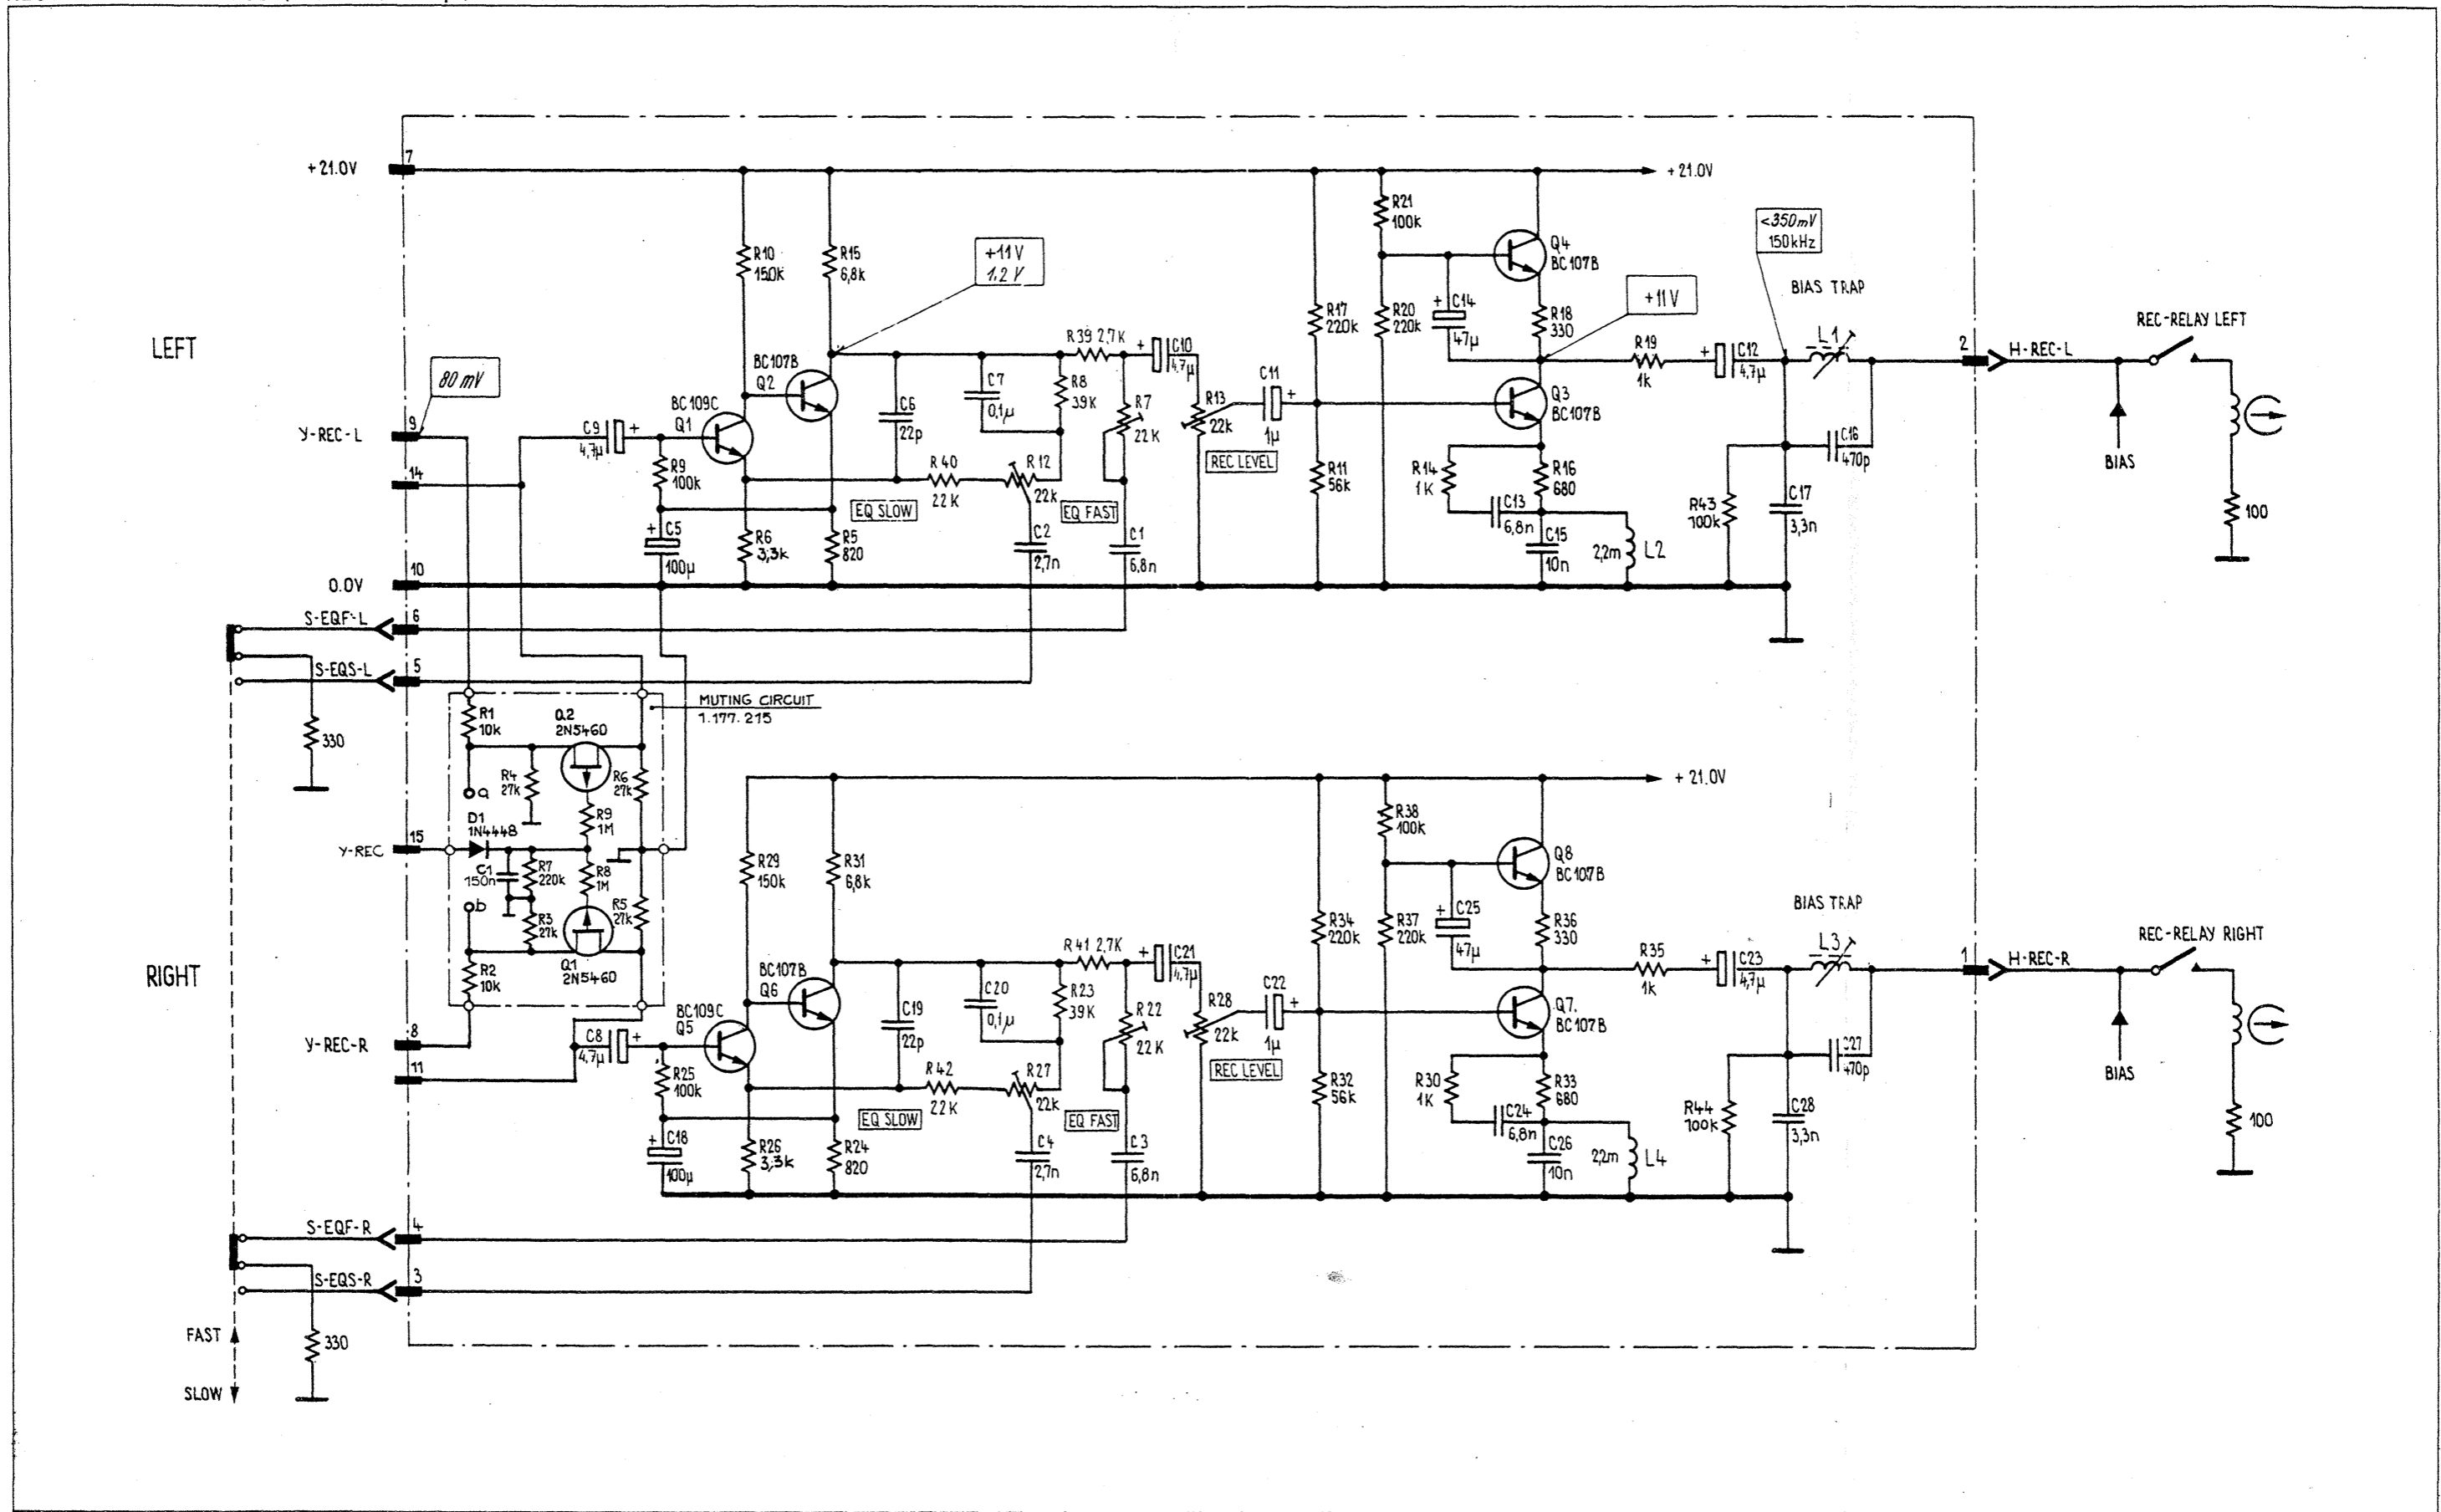 +21.0V
7
+21.0V
R10
150k
R15
6,8k
+11V
1.2V
R21
100k
Q4
BC107B
<350mV
150kHz
BIAS TRAP
L1
R17
220k
R20
220k
+
C14
47µ
R18
330
+11V
REC-RELAY LEFT
LEFT
80 mV
Y-REC-L
9
14
C9
4,7µ
+
BC109C
Q1
BC107B
Q2
R9
100k
C6
22p
C7
0,1µ
R39 2,7K
R8
39K
+
C10
4,7µ
R7
22K
R13
22k
REC LEVEL
C11
+
1µ
Q3
BC107B
R19
1k
+
C12
4,7µ
2
H-REC-L
BIAS
C16
470p
R40
22K
R12
22k
EQ SLOW
EQ FAST
R11
56k
R14
1K
R16
680
C13
6,8n
C15
10n
2,2m
L2
R43
100k
C17
3,3n
100
+
C5
100µ
R6
3,3k
R5
820
C2
2,7n
C1
6,8n
0.0V
10
S-EQF-L
6
S-EQS-L
5
330
MUTING CIRCUIT
1.177.215
R1
10k
Q2
2N5460
R4
27k
R6
27k
a
R9
1M
D1
1N4448
Y-REC
15
C1
150n
R7
220k
R8
1M
b
R3
27k
R5
27k
R2
10k
Q1
2N5460
RIGHT
Y-REC-R
8
11
+21.0V
R29
150k
R31
6,8k
R38
100k
Q8
BC107B
BIAS TRAP
L3
R34
220k
R37
220k
+
C25
47µ
R36
330
REC-RELAY RIGHT
C8
4,7µ
+
BC109C
Q5
BC107B
Q6
R25
100k
C19
22p
C20
0,1µ
R41 2,7K
R23
39K
+
C21
4,7µ
R22
22K
R28
22k
REC LEVEL
C22
+
1µ
Q7
BC107B
R35
1k
+
C23
4,7µ
1
H-REC-R
BIAS
C27
470p
R42
22K
R27
22k
EQ SLOW
EQ FAST
R32
56k
R30
1K
R33
680
C24
6,8n
C26
10n
2,2m
L4
R44
100k
C28
3,3n
100
+
C18
100µ
R26
3,3k
R24
820
C4
2,7n
C3
6,8n
S-EQF-R
4
S-EQS-R
3
FAST
330
SLOW